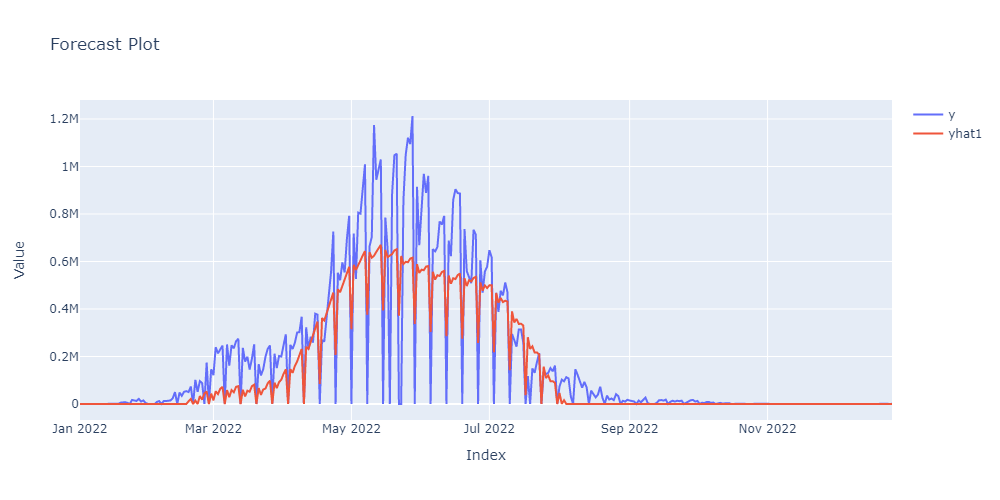 Forecast Plot
y
yhat1
1.2M
1M
0.8M
0.6M
0.4M
0.2M
0
Value
Jan 2022
Mar 2022
May 2022
Jul 2022
Sep 2022
Nov 2022
Index